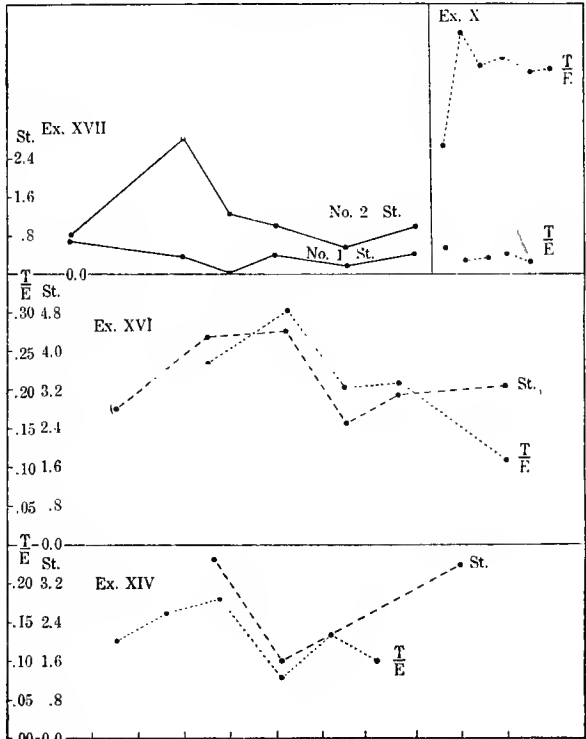 Ex. X
T/E
Ex. XVII
St.
2.4
1.6
.8
0.0
No. 2 St.
No. 1 St.
T/E
T/E St.
.30 4.8
.25 4.0
.20 3.2
.15 2.4
.10 1.6
.05 .8
0.0
Ex. XVI
St.
T/E
T/E St.
.20 3.2
.15 2.4
.10 1.6
.05 .8
.00 0.0
Ex. XIV
St.
T/E